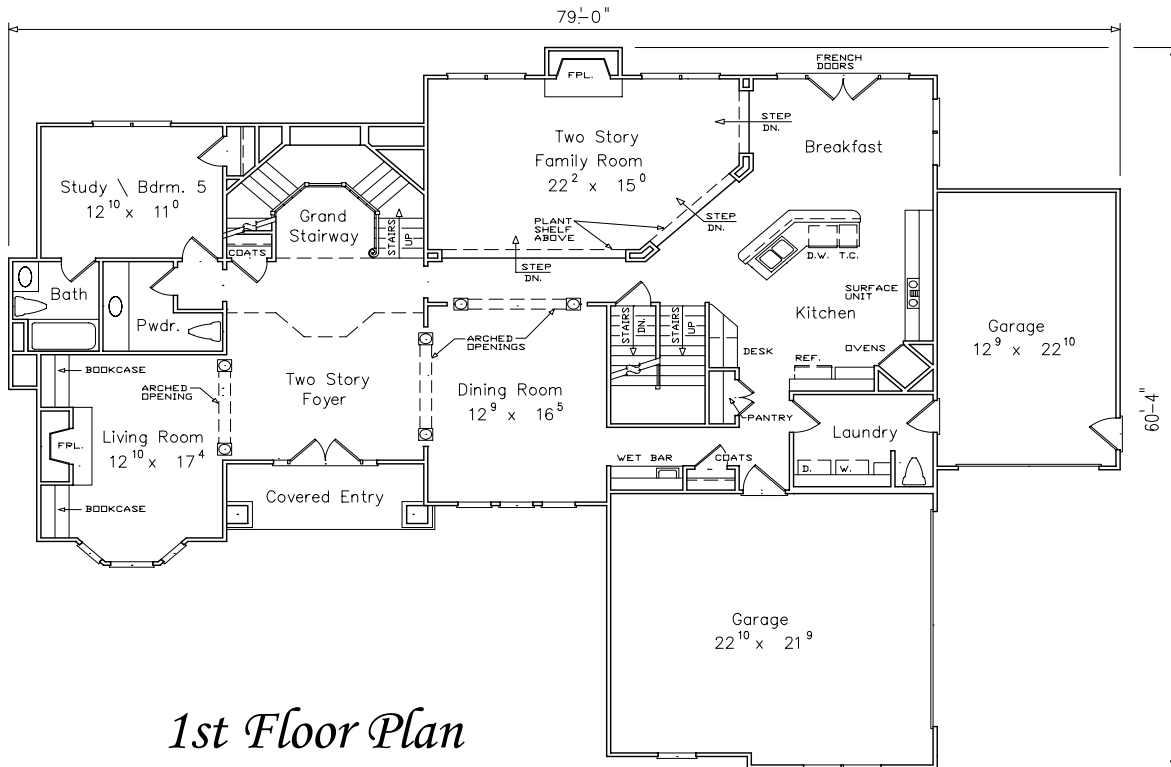 79'-0"
FRENCH
DOORS
FPL.
STEP
DN.
Two Story
Family Room
22² x 15⁰
Breakfast
Study \ Bdrm. 5
12¹⁰ x 11⁰
Grand
Stairway
STAIRS
UP
COATS
PLANT
SHELF
ABOVE
STEP
DN.
STEP
DN.
D.W. T.C.
SURFACE
UNIT
Bath
Pwdr.
Kitchen
Garage
12⁹ x 22¹⁰
STAIRS
DN.
STAIRS
UP
ARCHED
OPENINGS
DESK
OVENS
REF.
BOOKCASE
ARCHED
OPENING
Two Story
Foyer
Dining Room
12⁹ x 16⁵
PANTRY
60'-4"
FPL.
Living Room
12¹⁰ x 17⁴
Laundry
WET BAR
COATS
D. W.
Covered Entry
BOOKCASE
Garage
22¹⁰ x 21⁹
1st Floor Plan